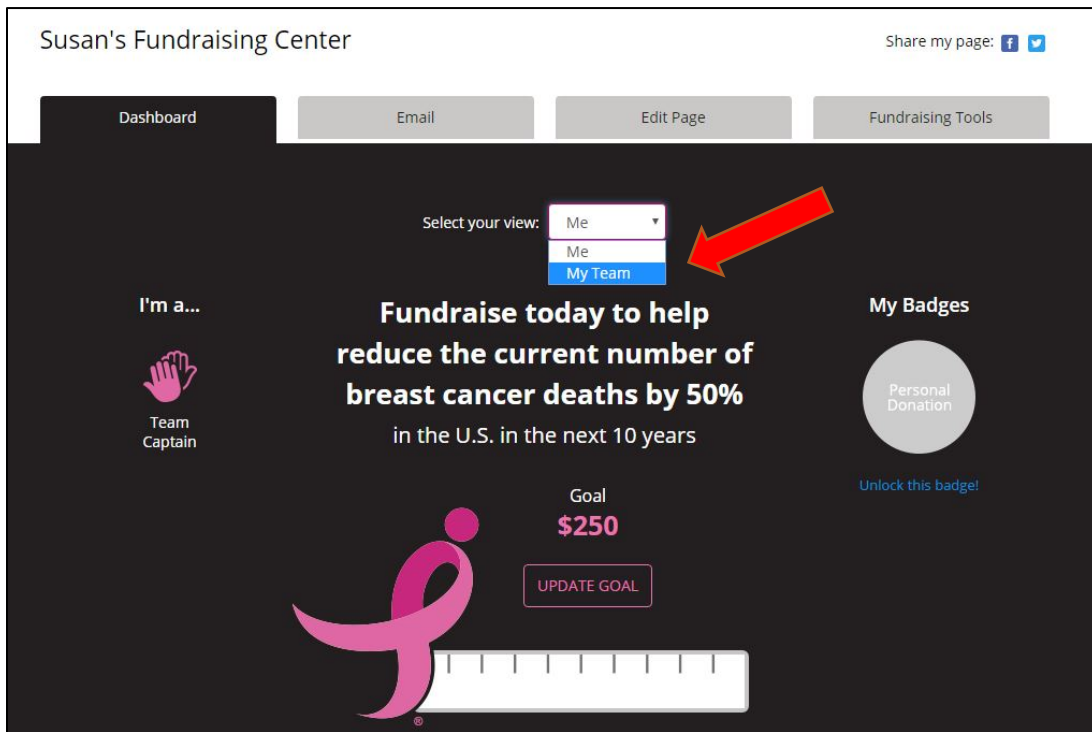 Susan's Fundraising Center
Share my page:
Dashboard
Email
Edit Page
Fundraising Tools
Select your view: Me
Me
My Team
I'm a...
Team
Captain
Fundraise today to help
reduce the current number of
breast cancer deaths by 50%
in the U.S. in the next 10 years
My Badges
Personal
Donation
Unlock this badge!
Goal
$250
UPDATE GOAL
®